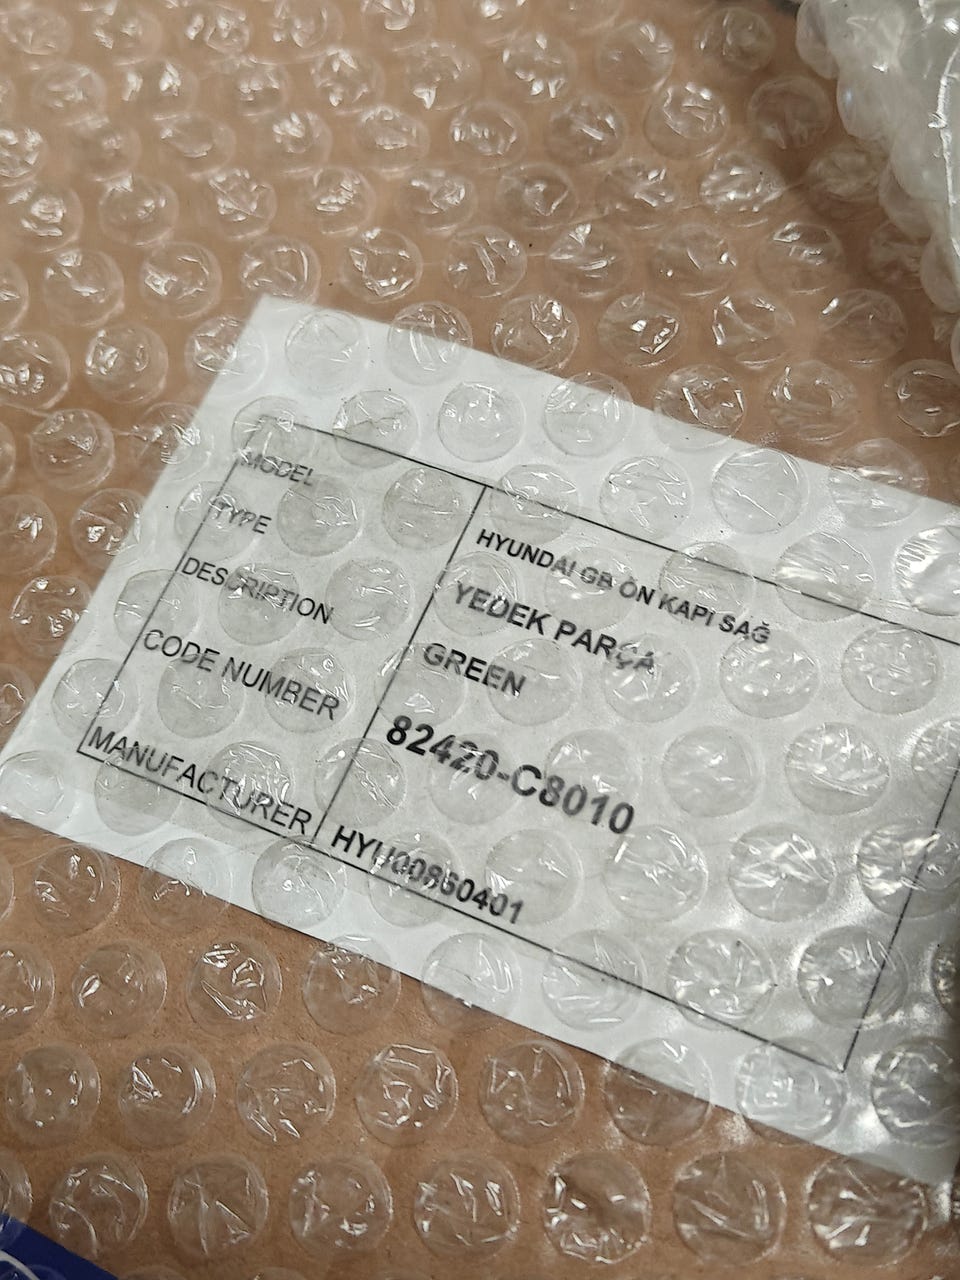 MODEL HYUNDAI GB ÖN KAPI SAĞ
TYPE YEDEK PARÇA
DESCRIPTION GREEN
CODE NUMBER 82420-C8010
MANUFACTURER HYU00860401